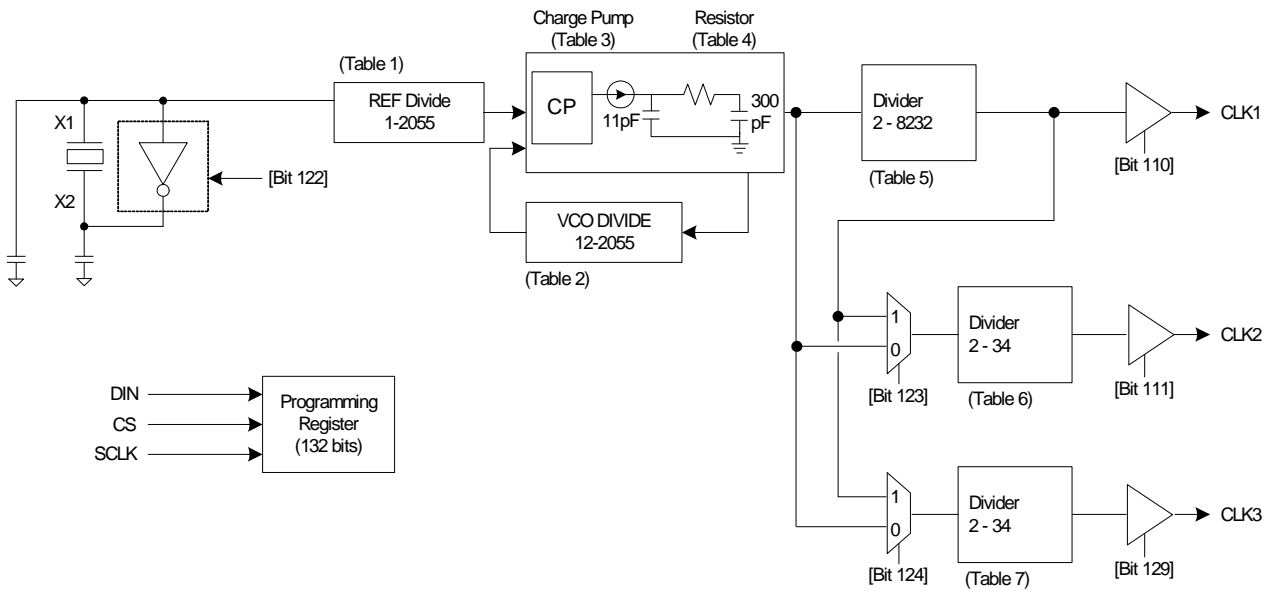 Charge Pump
(Table 3)
Resistor
(Table 4)
(Table 1)
REF Divide
1-2055
CP
11pF
300
pF
Divider
2 - 8232
(Table 5)
CLK1
[Bit 110]
X1
X2
[Bit 122]
VCO DIVIDE
12-2055
(Table 2)
1
0
[Bit 123]
Divider
2 - 34
(Table 6)
CLK2
[Bit 111]
DIN
CS
SCLK
Programming
Register
(132 bits)
1
0
[Bit 124]
Divider
2 - 34
(Table 7)
CLK3
[Bit 129]